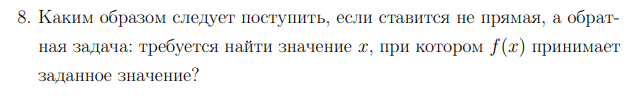 8. Каким образом следует поступить, если ставится не прямая, а обрат-
ная задача: требуется найти значение x, при котором f(x) принимает
заданное значение?